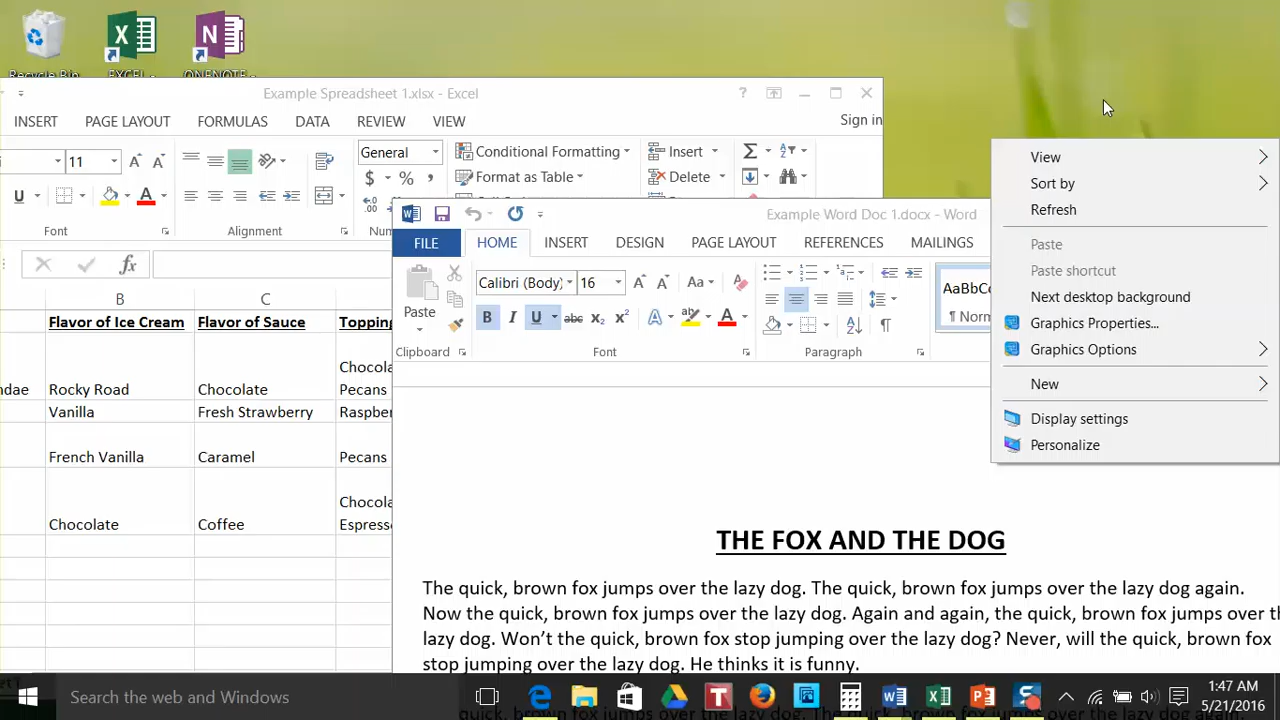 Recycle Bin
EXCEL...
ONENOTE...
Example Spreadsheet 1.xlsx - Excel
?
INSERT PAGE LAYOUT FORMULAS DATA REVIEW VIEW
Sign in
11
General
Conditional Formatting
Insert
$ % ,
Format as Table
Delete
U
A
Font
Alignment
fx
B C
Flavor of Ice Cream Flavor of Sauce Topping
Chocola
ndae Rocky Road Chocolate Pecans
Vanilla Fresh Strawberry Raspber
French Vanilla Caramel Pecans
Chocola
Chocolate Coffee Espresso
Example Word Doc 1.docx - Word
FILE HOME INSERT DESIGN PAGE LAYOUT REFERENCES MAILINGS
Paste
Calibri (Body) 16
Aa
B I U abc x₂ x²
A
AaBbCc
¶ Norm
Clipboard Font Paragraph
THE FOX AND THE DOG
The quick, brown fox jumps over the lazy dog. The quick, brown fox jumps over the lazy dog again.
Now the quick, brown fox jumps over the lazy dog. Again and again, the quick, brown fox jumps over t
lazy dog. Won't the quick, brown fox stop jumping over the lazy dog? Never, will the quick, brown fox
stop jumping over the lazy dog. He thinks it is funny.
View
Sort by
Refresh
Paste
Paste shortcut
Next desktop background
Graphics Properties...
Graphics Options
New
Display settings
Personalize
Search the web and Windows
1:47 AM
5/21/2016